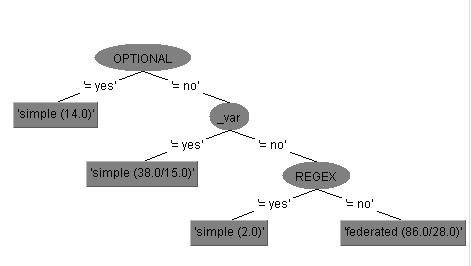 OPTIONAL
'= yes'
'= no'
'simple (14.0)'
_var
'= yes'
'= no'
'simple (38.0/15.0)'
REGEX
'= yes'
'= no'
'simple (2.0)'
'federated (86.0/28.0)'